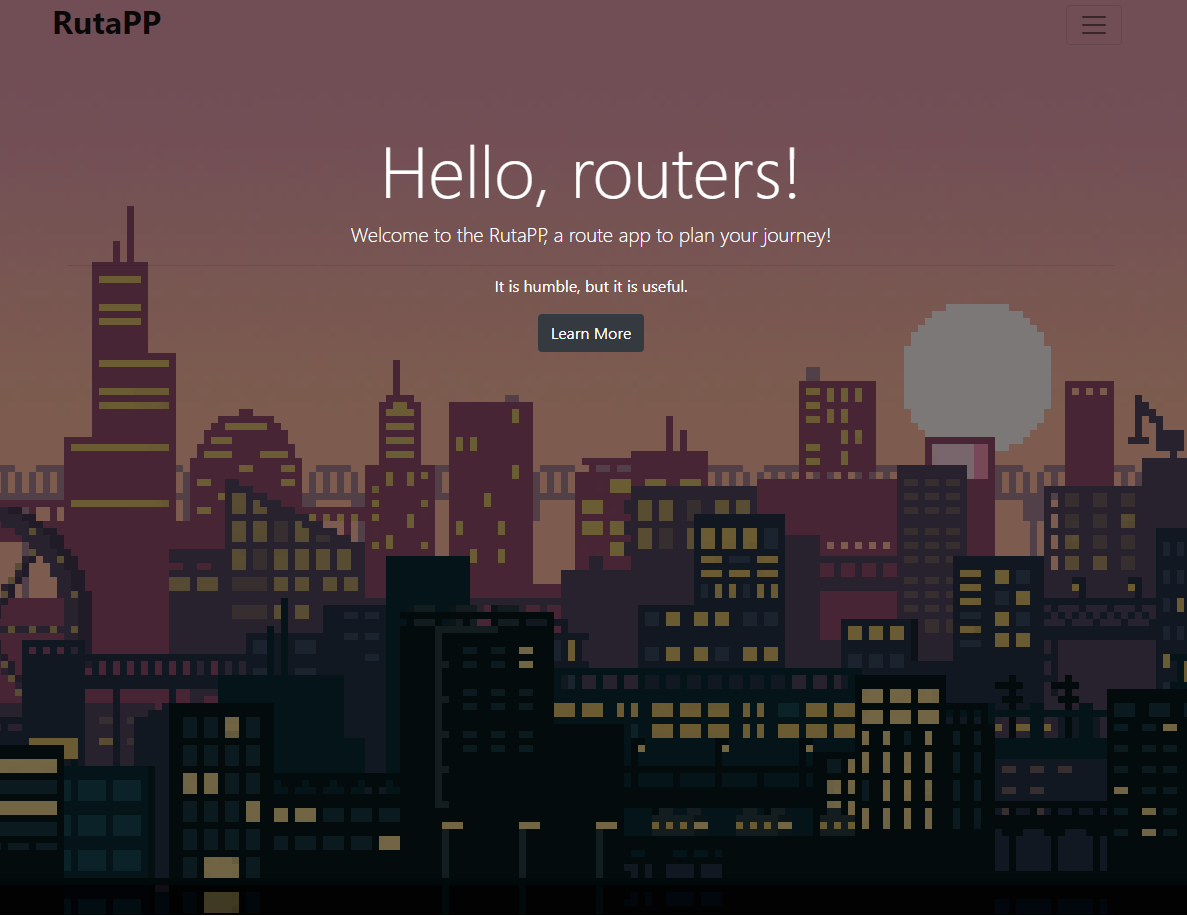 RutaPP
Hello, routers!
Welcome to the RutaPP, a route app to plan your journey!
It is humble, but it is useful.
Learn More